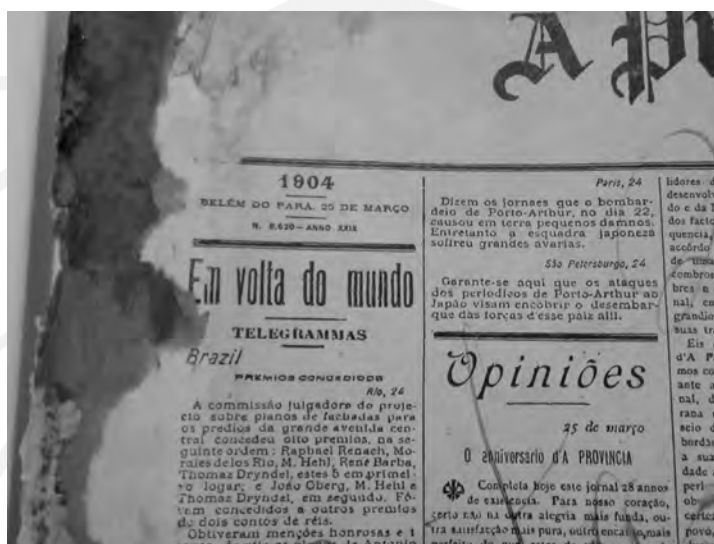 A P
1904
BELÉM DO PARÁ, 25 DE MARÇO
N. 8.620 — ANNO XXIX
Em volta do mundo
TELEGRAMMAS
Brazil
PREMIOS CONCEDIDOS
Rio, 24
A commissão julgadora do proje-
cto sobre planos de fachadas para
os predios da grande avenida cen-
tral concedeu oito premios, na se-
guinte ordem: Raphael Renach, Mo-
raes de los Rio, M. Hehl, René Barba,
Thomaz Dryndel, estes 5 em primei-
ro logar; e João Oberg, M. Hehl e
Thomaz Dryndel, em segundo. Fô-
ram concedidos a outros premios
de dois contos de réis.
Obtiveram menções honrosas e
Paris, 24
Dizem os jornaes que o bombar-
deio de Porto-Arthur, no dia 22,
causou em terra pequenos damnos.
Entretanto a esquadra japoneza
soffreu grandes avarias.
São Petersburgo, 24
Garante-se aqui que os ataques
dos periodicos de Porto-Arthur ao
Japão visam encobrir o desembar-
que das forças d'esse paiz alli.
Opiniões
25 de março
O anniversario d'A PROVINCIA
Completa hoje este jornal 28 annos
de existencia. Para nosso coração,
certo não ha outra alegria mais funda, ou-
tra satisfacção mais pura, outro encanto mais
lidores d
desenvolv
do e da
dos facto
quencia,
accôrdo
de uma
combros
bres a
nal, en
grandio
suas tr
Eis
d'A P
mos co
ante a
nal, d
rana
seio d
bordã
a sua
dade
peri
ob
certe
povo,